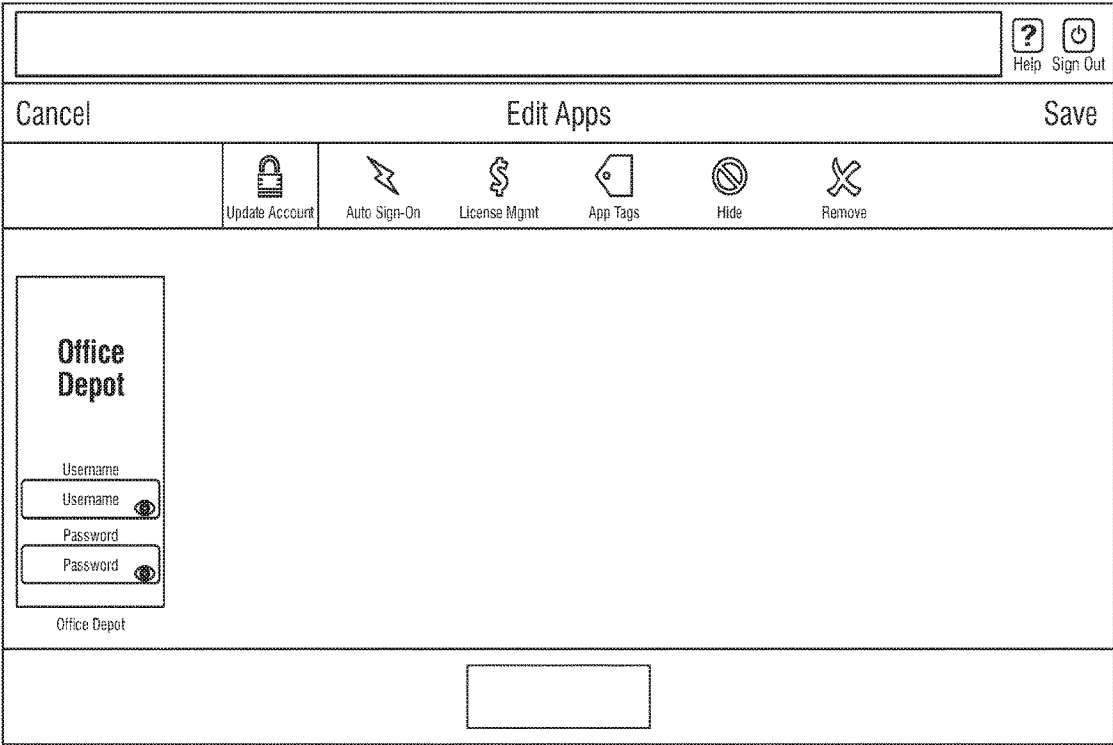 ?
Help Sign Out
Cancel Edit Apps Save
$
Update Account Auto Sign-On License Mgmt App Tags Hide Remove
Office
Depot
Username
Username
Password
Password
Office Depot